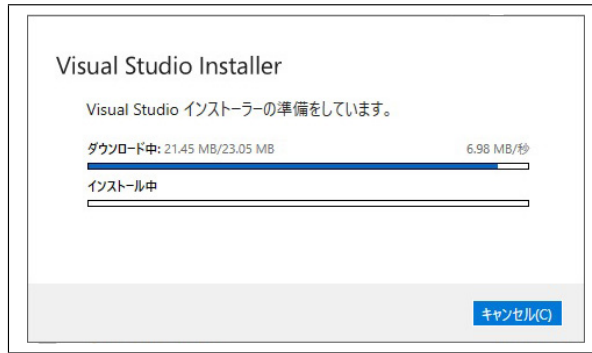 Visual Studio Installer
Visual Studio インストーラーの準備をしています。
ダウンロード中: 21.45 MB/23.05 MB 6.98 MB/秒
インストール中
キャンセル(C)